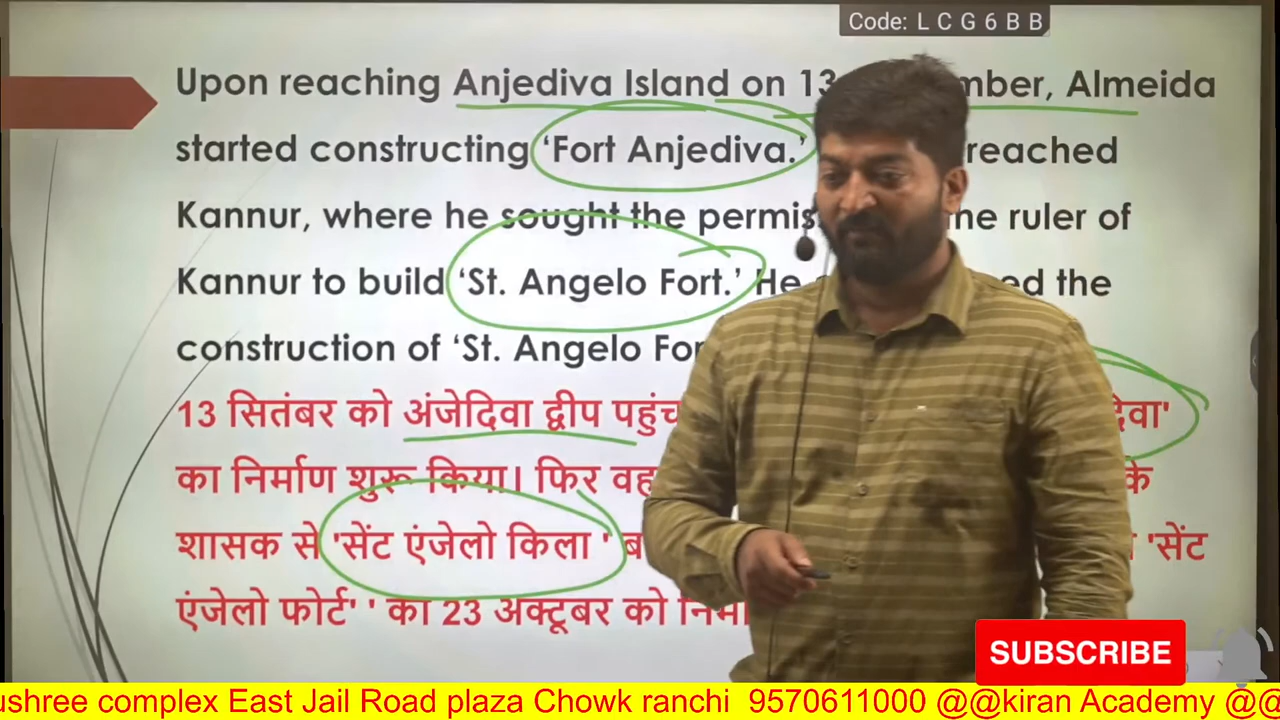 Code: L C G 6 B B
Upon reaching Anjediva Island on 13 mber, Almeida
started constructing ‘Fort Anjediva.’ reached
Kannur, where he sought the permis ne ruler of
Kannur to build ‘St. Angelo Fort.’ He ed the
construction of ‘St. Angelo For
13 सितंबर को अंजेदिवा द्वीप पहुंच देवा'
का निर्माण शुरू किया। फिर वह के
शासक से 'सेंट एंजेलो किला ' ब 'सेंट
एंजेलो फोर्ट' ' का 23 अक्टूबर को निर्मा
SUBSCRIBE
ushree complex East Jail Road plaza Chowk ranchi 9570611000 @@kiran Academy @@